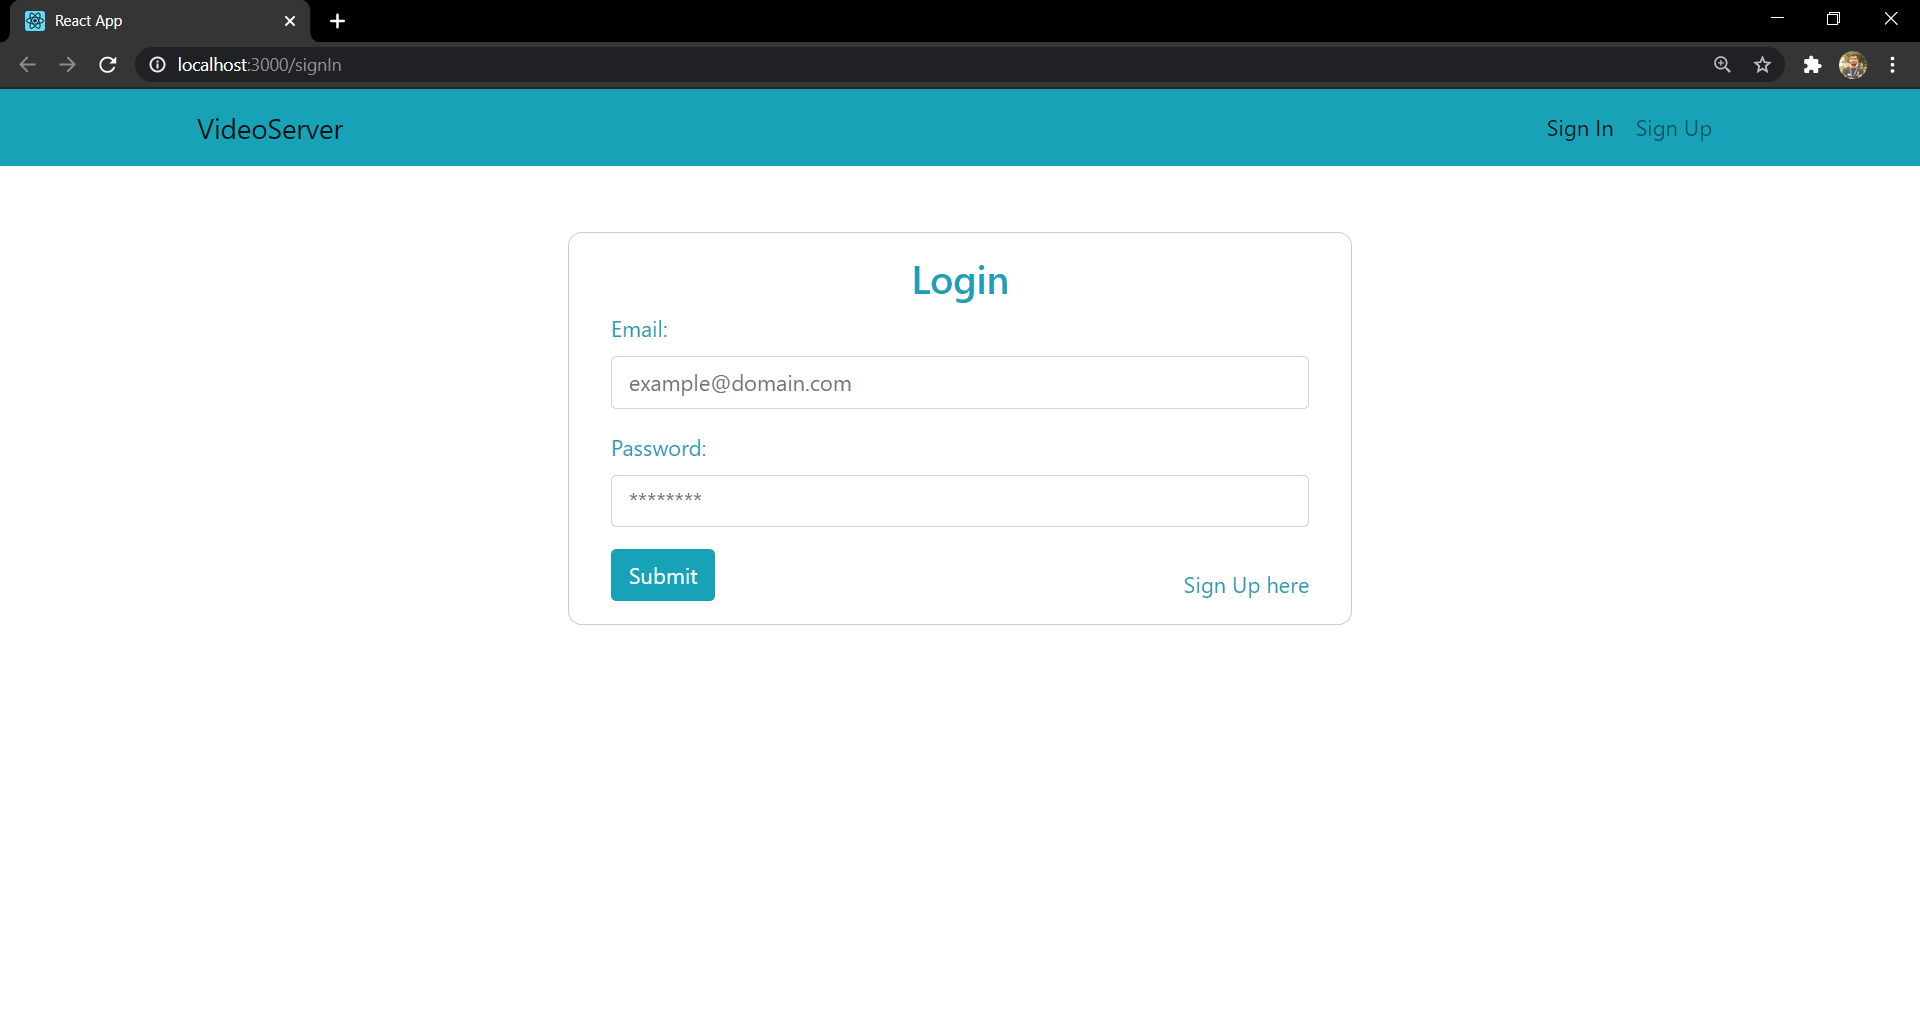 React App
localhost:3000/signIn
VideoServer
Sign In
Sign Up
Login
Email:
example@domain.com
Password:
********
Submit
Sign Up here